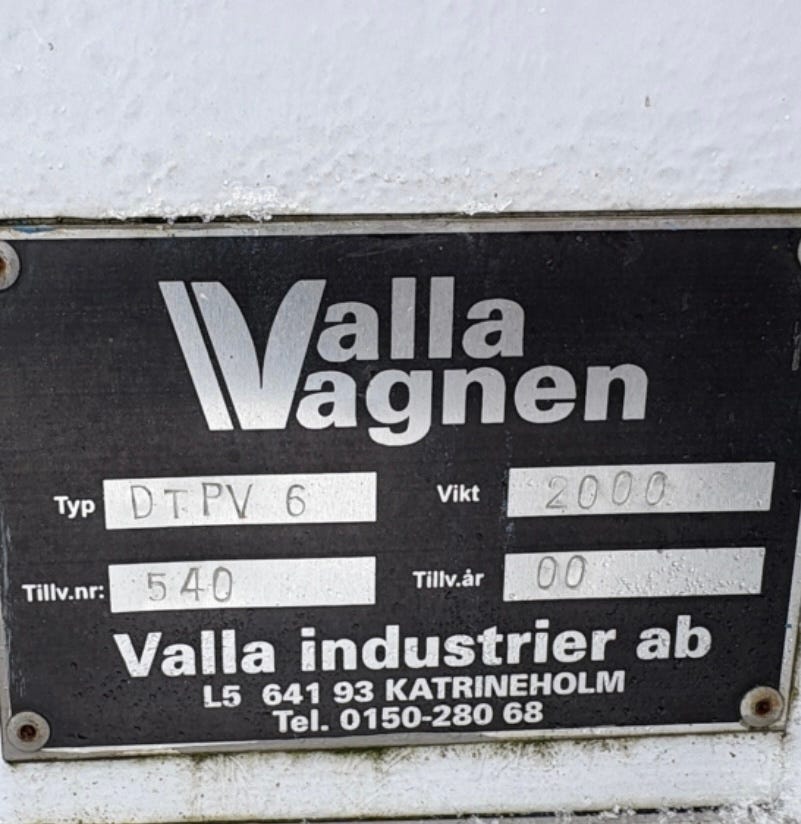 Valla
Vagnen
Typ DTPV 6 Vikt 2000
Tillv.nr: 540 Tillv.år 00
Valla industrier ab
L5 641 93 KATRINEHOLM
Tel. 0150-280 68